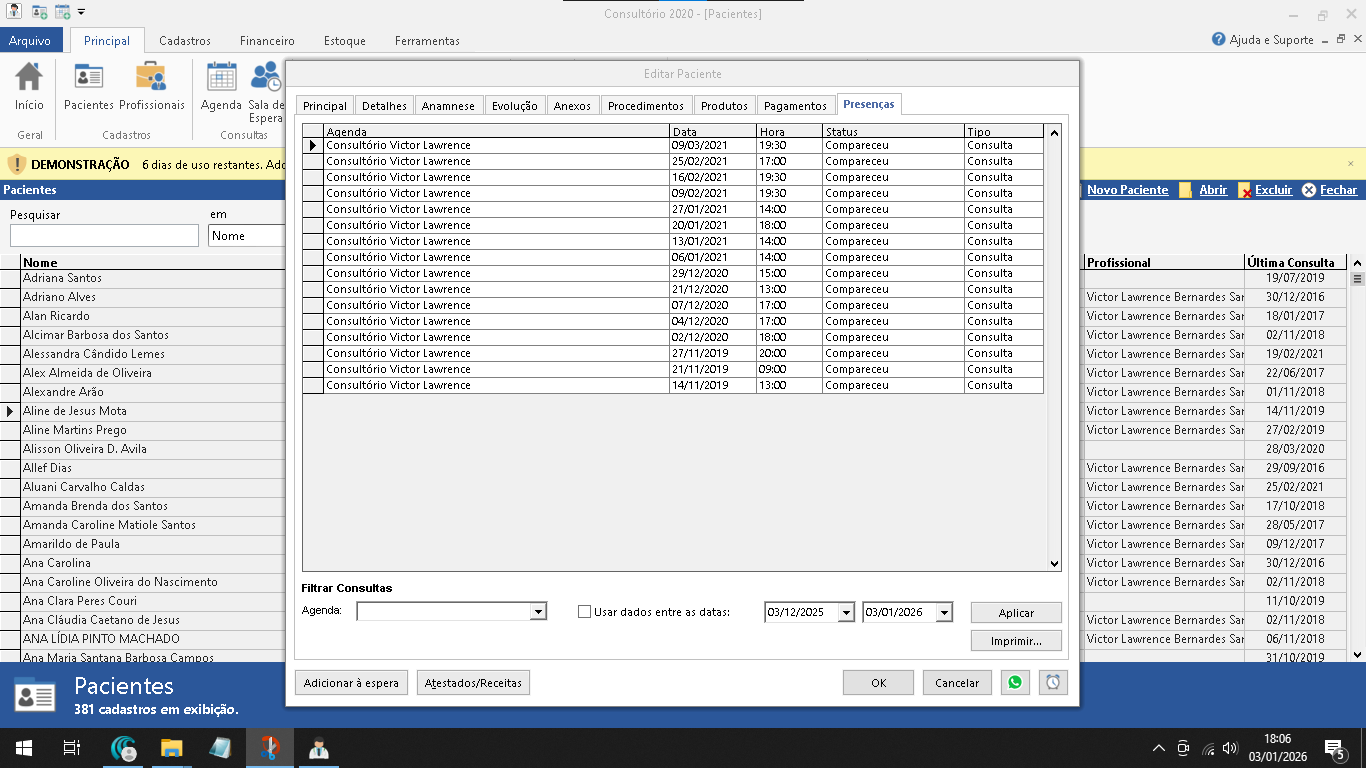 Consultório 2020 - [Pacientes]
Arquivo Principal Cadastros Financeiro Estoque Ferramentas Ajuda e Suporte
Início Pacientes Profissionais Agenda Sala de Espera
Geral Cadastros Consultas
DEMONSTRAÇÃO 6 dias de uso restantes.
Pacientes Novo Paciente Abrir Excluir Fechar
Pesquisar em
Nome
Nome Profissional Última Consulta
Adriana Santos 19/07/2019
Adriano Alves Victor Lawrence Bernardes Sar 30/12/2016
Alan Ricardo Victor Lawrence Bernardes Sar 18/01/2017
Alcimar Barbosa dos Santos Victor Lawrence Bernardes Sar 02/11/2018
Alessandra Cândido Lemes Victor Lawrence Bernardes Sar 19/02/2021
Alex Almeida de Oliveira Victor Lawrence Bernardes Sar 22/06/2017
Alexandre Arão Victor Lawrence Bernardes Sar 01/11/2018
Aline de Jesus Mota Victor Lawrence Bernardes Sar 14/11/2019
Aline Martins Prego Victor Lawrence Bernardes Sar 27/02/2019
Alisson Oliveira D. Avila 28/03/2020
Allef Dias Victor Lawrence Bernardes Sar 29/09/2016
Aluani Carvalho Caldas Victor Lawrence Bernardes Sar 25/02/2021
Amanda Brenda dos Santos Victor Lawrence Bernardes Sar 17/10/2018
Amanda Caroline Matiole Santos Victor Lawrence Bernardes Sar 28/05/2017
Amarildo de Paula Victor Lawrence Bernardes Sar 09/12/2017
Ana Carolina Victor Lawrence Bernardes Sar 30/12/2016
Ana Caroline Oliveira do Nascimento Victor Lawrence Bernardes Sar 02/11/2018
Ana Clara Peres Couri 11/10/2019
Ana Cláudia Caetano de Jesus Victor Lawrence Bernardes Sar 02/11/2018
ANA LÍDIA PINTO MACHADO Victor Lawrence Bernardes Sar 06/11/2018
Ana Maria Santana Barbosa Campos 31/10/2019
Editar Paciente
Principal Detalhes Anamnese Evolução Anexos Procedimentos Produtos Pagamentos Presenças
Agenda Data Hora Status Tipo
Consultório Victor Lawrence 09/03/2021 19:30 Compareceu Consulta
Consultório Victor Lawrence 25/02/2021 17:00 Compareceu Consulta
Consultório Victor Lawrence 16/02/2021 19:30 Compareceu Consulta
Consultório Victor Lawrence 09/02/2021 19:30 Compareceu Consulta
Consultório Victor Lawrence 27/01/2021 14:00 Compareceu Consulta
Consultório Victor Lawrence 20/01/2021 18:00 Compareceu Consulta
Consultório Victor Lawrence 13/01/2021 14:00 Compareceu Consulta
Consultório Victor Lawrence 06/01/2021 14:00 Compareceu Consulta
Consultório Victor Lawrence 29/12/2020 15:00 Compareceu Consulta
Consultório Victor Lawrence 21/12/2020 13:00 Compareceu Consulta
Consultório Victor Lawrence 07/12/2020 17:00 Compareceu Consulta
Consultório Victor Lawrence 04/12/2020 17:00 Compareceu Consulta
Consultório Victor Lawrence 02/12/2020 18:00 Compareceu Consulta
Consultório Victor Lawrence 27/11/2019 20:00 Compareceu Consulta
Consultório Victor Lawrence 21/11/2019 09:00 Compareceu Consulta
Consultório Victor Lawrence 14/11/2019 13:00 Compareceu Consulta
Filtrar Consultas
Agenda: Usar dados entre as datas: 03/12/2025 03/01/2026 Aplicar
Imprimir...
Adicionar à espera Atestados/Receitas OK Cancelar
Pacientes
381 cadastros em exibição.
18:06
03/01/2026
5